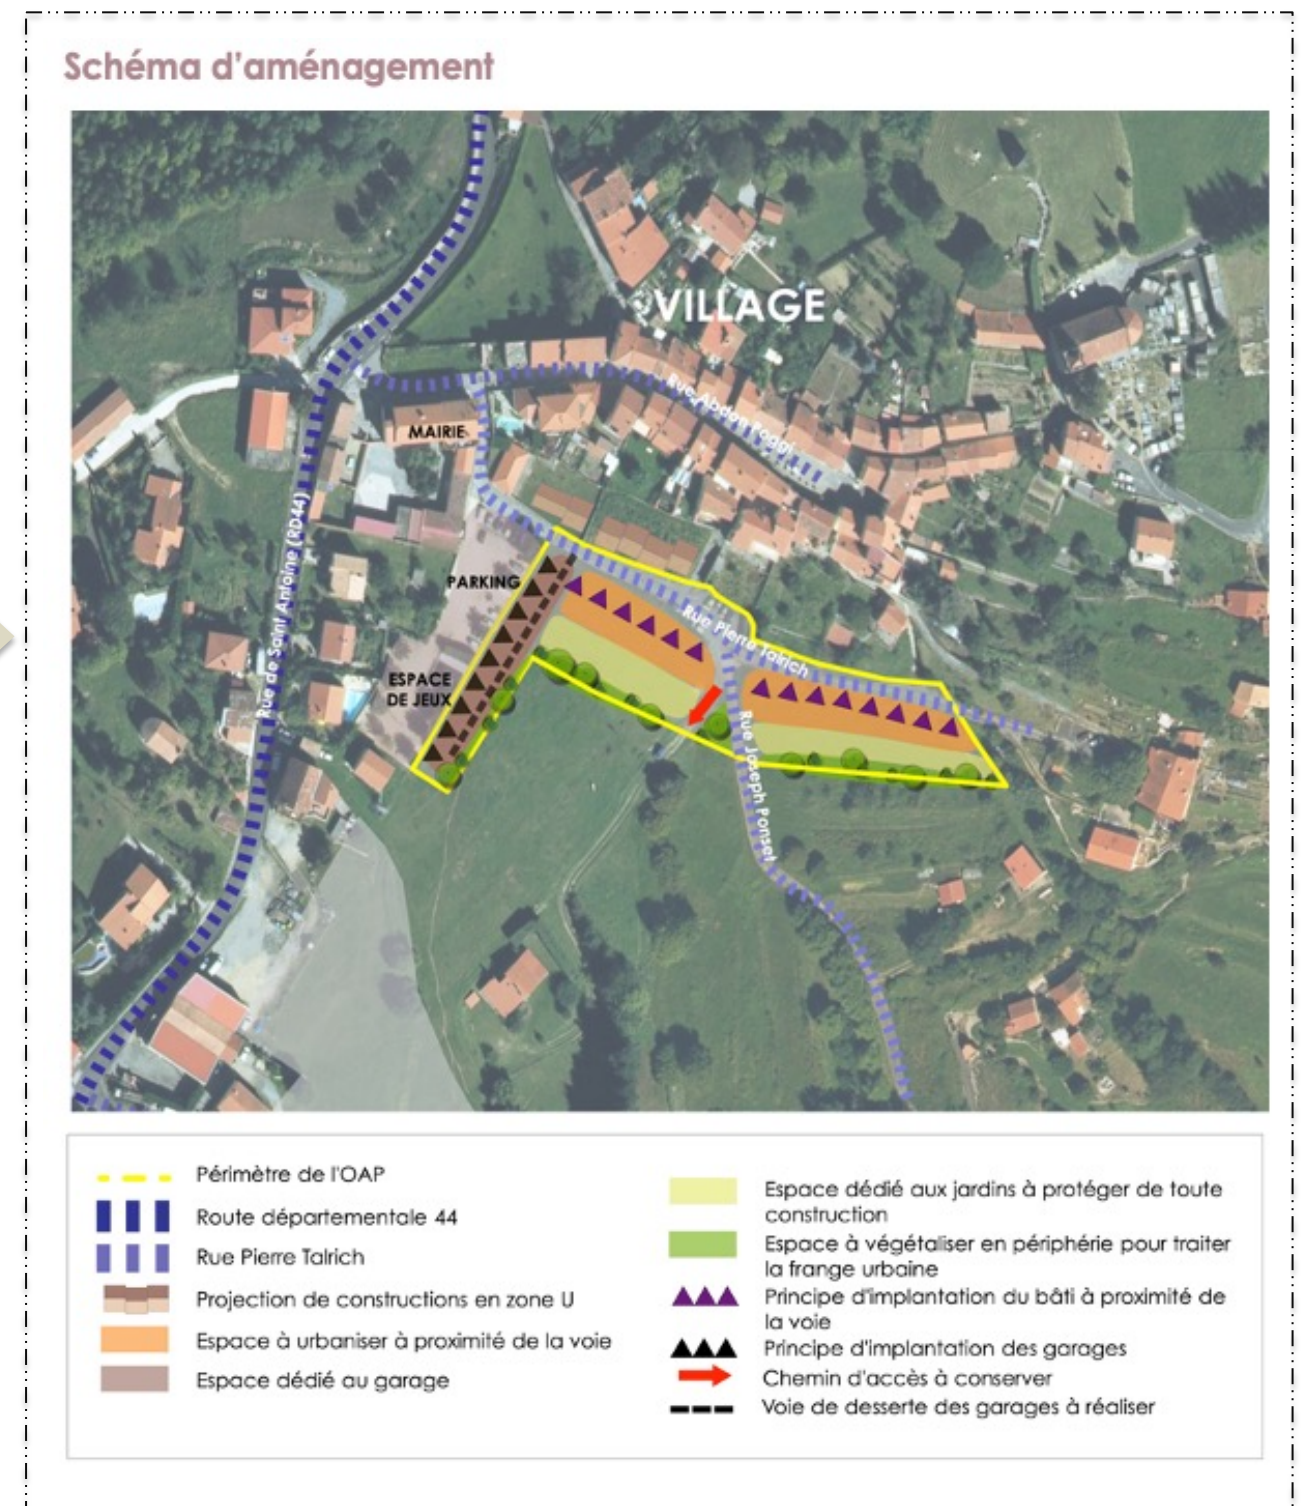 Schéma d'aménagement
VILLAGE
Rue Abdon Poggi
MAIRIE
Rue de Saint Antoine (RD44)
PARKING
Rue Pierre Talrich
ESPACE
DE JEUX
Rue Joseph Ponset
Périmètre de l'OAP
Route départementale 44
Rue Pierre Talrich
Projection de constructions en zone U
Espace à urbaniser à proximité de la voie
Espace dédié au garage
Espace dédié aux jardins à protéger de toute
construction
Espace à végétaliser en périphérie pour traiter
la frange urbaine
Principe d'implantation du bâti à proximité de
la voie
Principe d'implantation des garages
Chemin d'accès à conserver
Voie de desserte des garages à réaliser